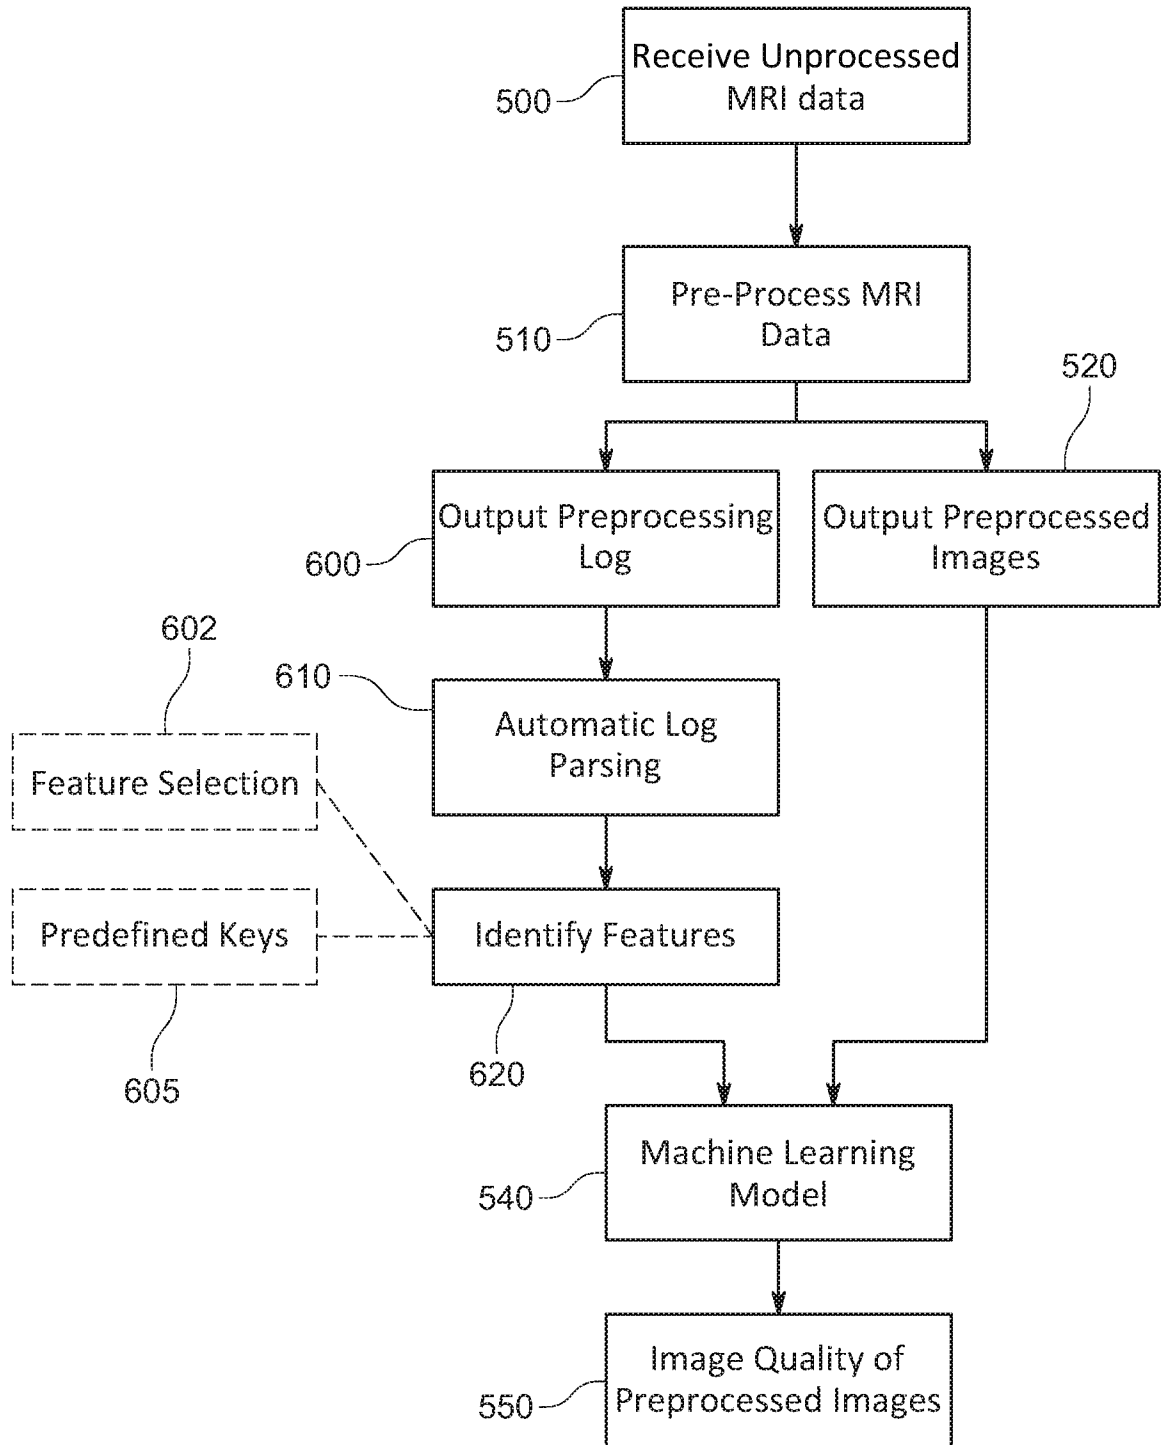 Receive Unprocessed
MRI data
500
Pre-Process MRI
Data
510
520
Output Preprocessing
Log
600
Output Preprocessed
Images
602
610
Automatic Log
Parsing
Feature Selection
Predefined Keys
Identify Features
605
620
Machine Learning
Model
540
Image Quality of
Preprocessed Images
550